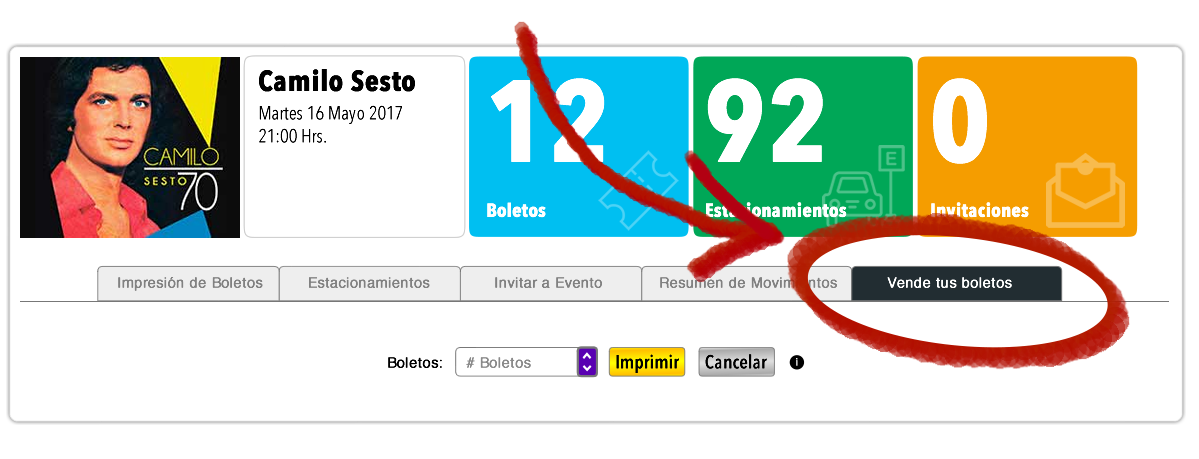 CAMILO
SESTO 70
Camilo Sesto
Martes 16 Mayo 2017
21:00 Hrs.
12
Boletos
92
E
Estacionamientos
0
Invitaciones
Impresión de Boletos
Estacionamientos
Invitar a Evento
Resumen de Movimientos
Vende tus boletos
Boletos:
# Boletos
Imprimir
Cancelar
i